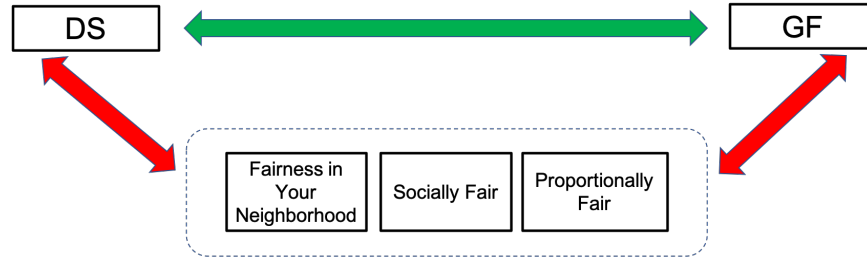 DS
GF
Fairness in
Your
Neighborhood
Socially Fair
Proportionally
Fair